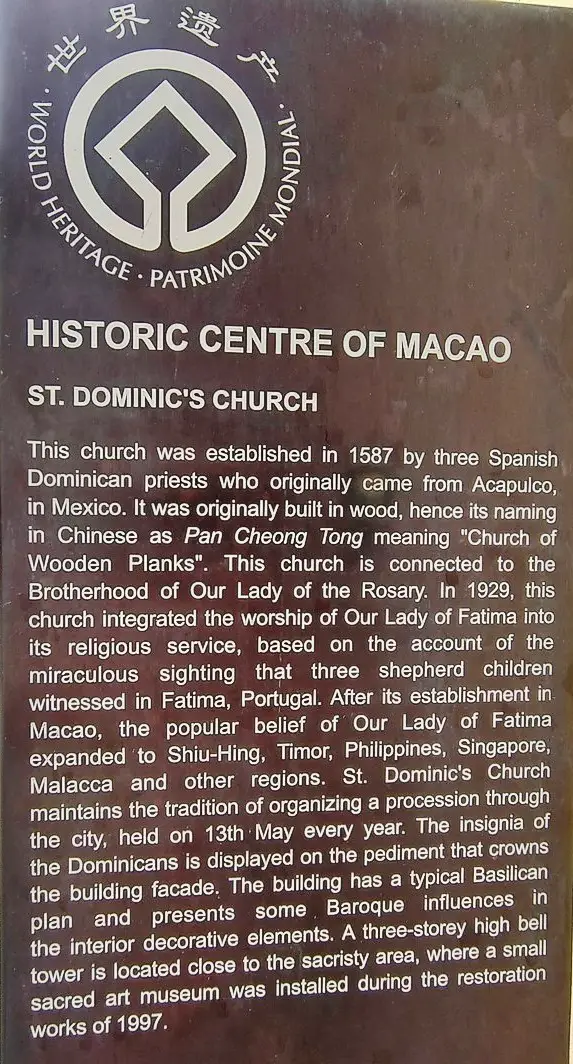 世界遗产
· WORLD HERITAGE · PATRIMOINE MONDIAL ·
HISTORIC CENTRE OF MACAO
ST. DOMINIC'S CHURCH
This church was established in 1587 by three Spanish
Dominican priests who originally came from Acapulco,
in Mexico. It was originally built in wood, hence its naming
in Chinese as Pan Cheong Tong meaning "Church of
Wooden Planks". This church is connected to the
Brotherhood of Our Lady of the Rosary. In 1929, this
church integrated the worship of Our Lady of Fatima into
its religious service, based on the account of the
miraculous sighting that three shepherd children
witnessed in Fatima, Portugal. After its establishment in
Macao, the popular belief of Our Lady of Fatima
expanded to Shiu-Hing, Timor, Philippines, Singapore,
Malacca and other regions. St. Dominic's Church
maintains the tradition of organizing a procession through
the city, held on 13th May every year. The insignia of
the Dominicans is displayed on the pediment that crowns
the building facade. The building has a typical Basilican
plan and presents some Baroque influences in
the interior decorative elements. A three-storey high bell
tower is located close to the sacristy area, where a small
sacred art museum was installed during the restoration
works of 1997.